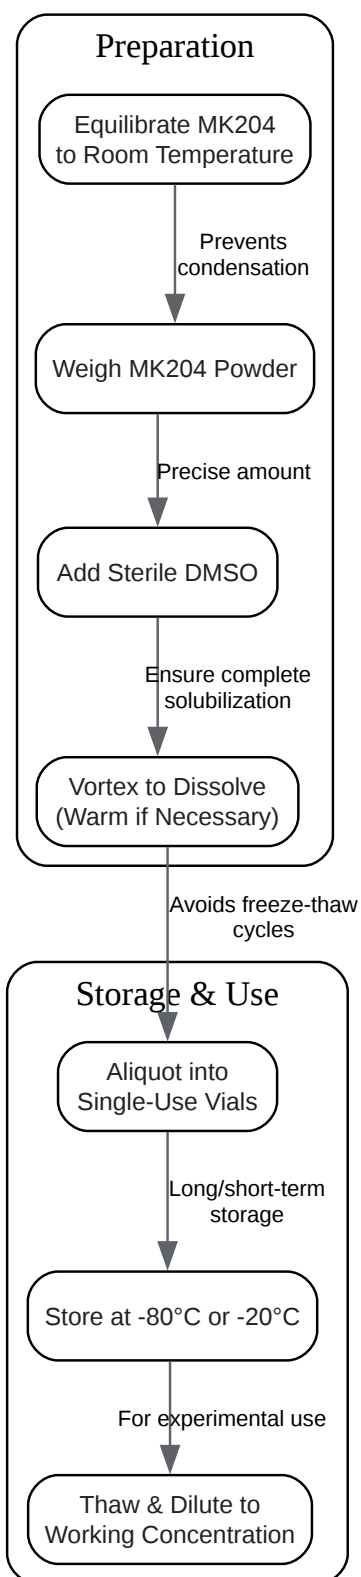 Preparation
Equilibrate MK204
to Room Temperature
Prevents
condensation
Weigh MK204 Powder
Precise amount
Add Sterile DMSO
Ensure complete
solubilization
Vortex to Dissolve
(Warm if Necessary)
Avoids freeze-thaw
cycles
Storage & Use
Aliquot into
Single-Use Vials
Long/short-term
storage
Store at -80°C or -20°C
For experimental use
Thaw & Dilute to
Working Concentration